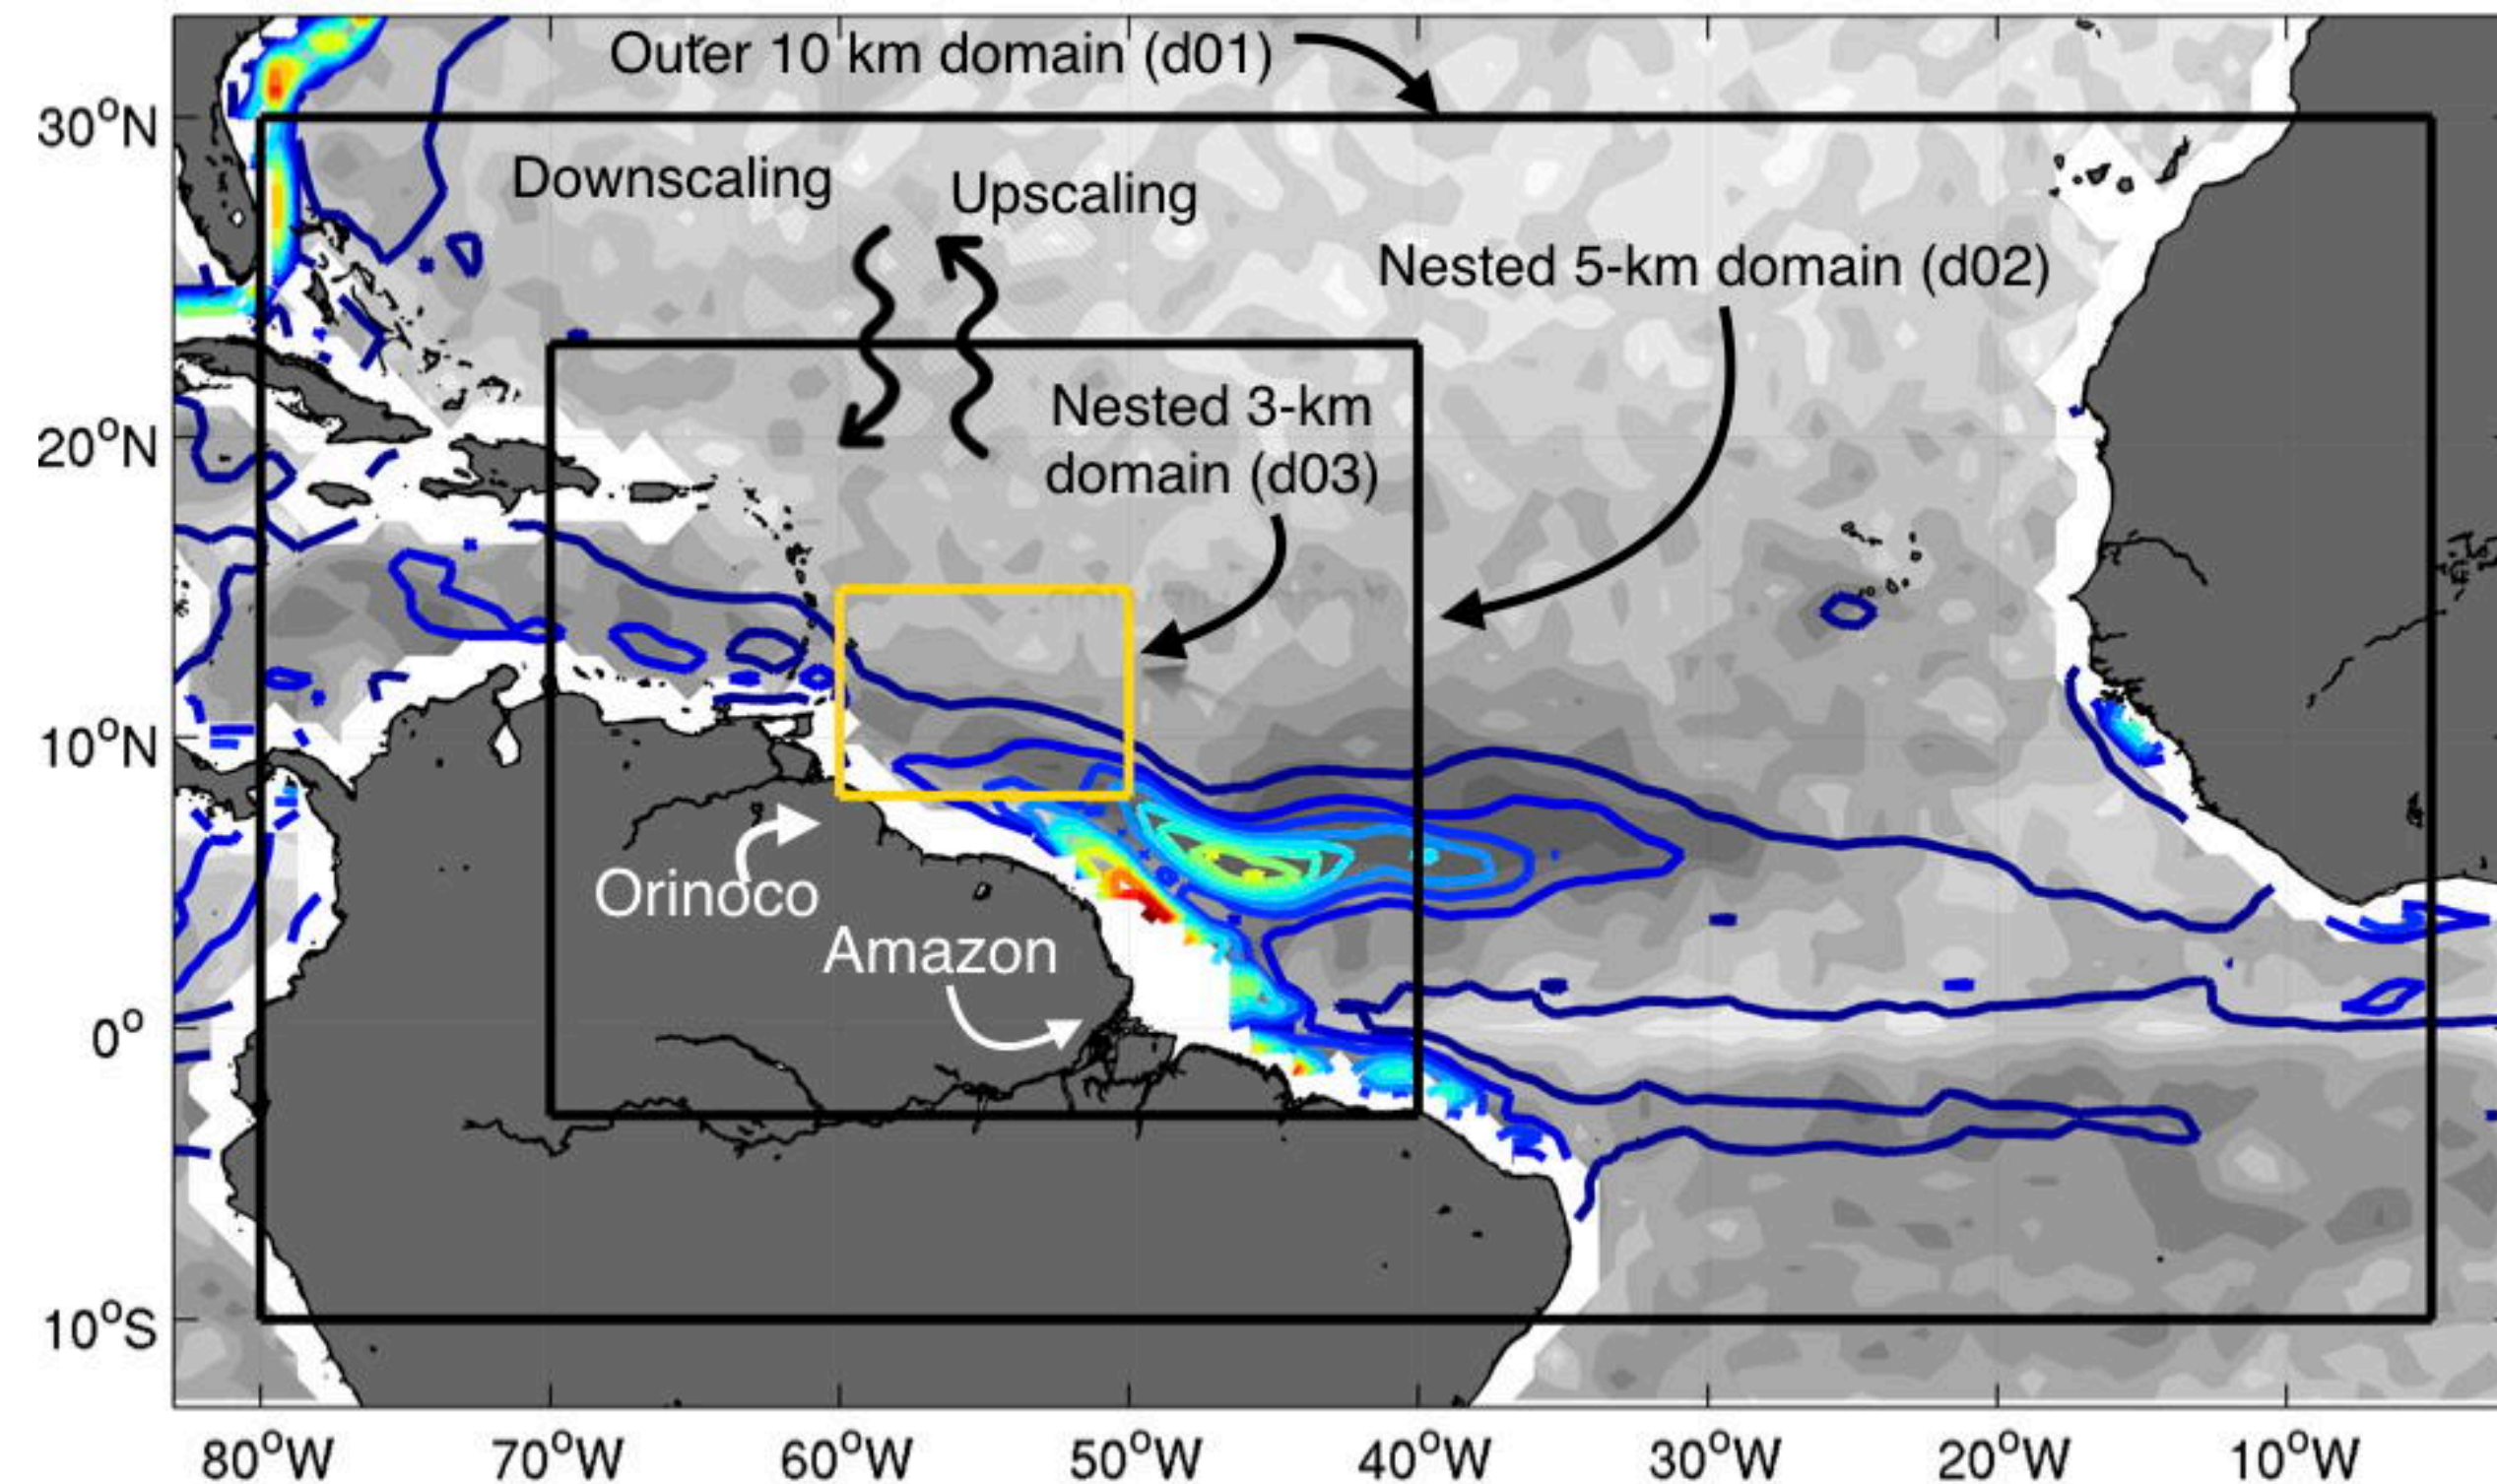 Outer 10 km domain (d01)
30°N
Downscaling
Upscaling
Nested 5-km domain (d02)
Nested 3-km
domain (d03)
20°N
10°N
Orinoco
Amazon
0°
10°S
80°W 70°W 60°W 50°W 40°W 30°W 20°W 10°W